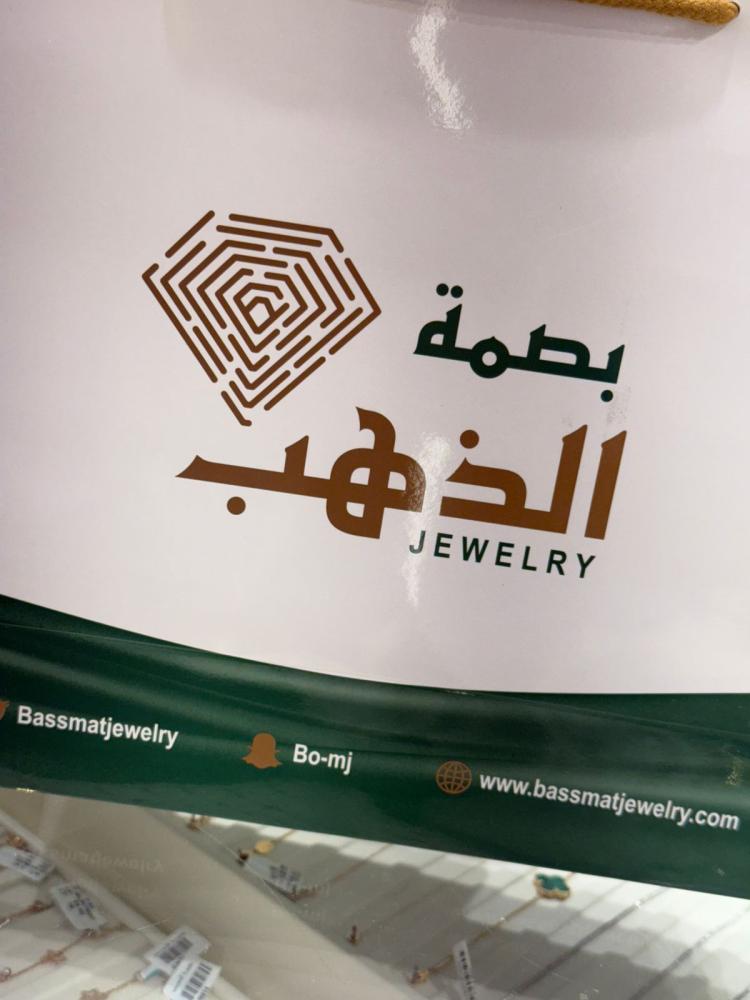 بصمة
الذهب
JEWELRY
Bassmatjewelry
Bo-mj
www.bassmatjewelry.com